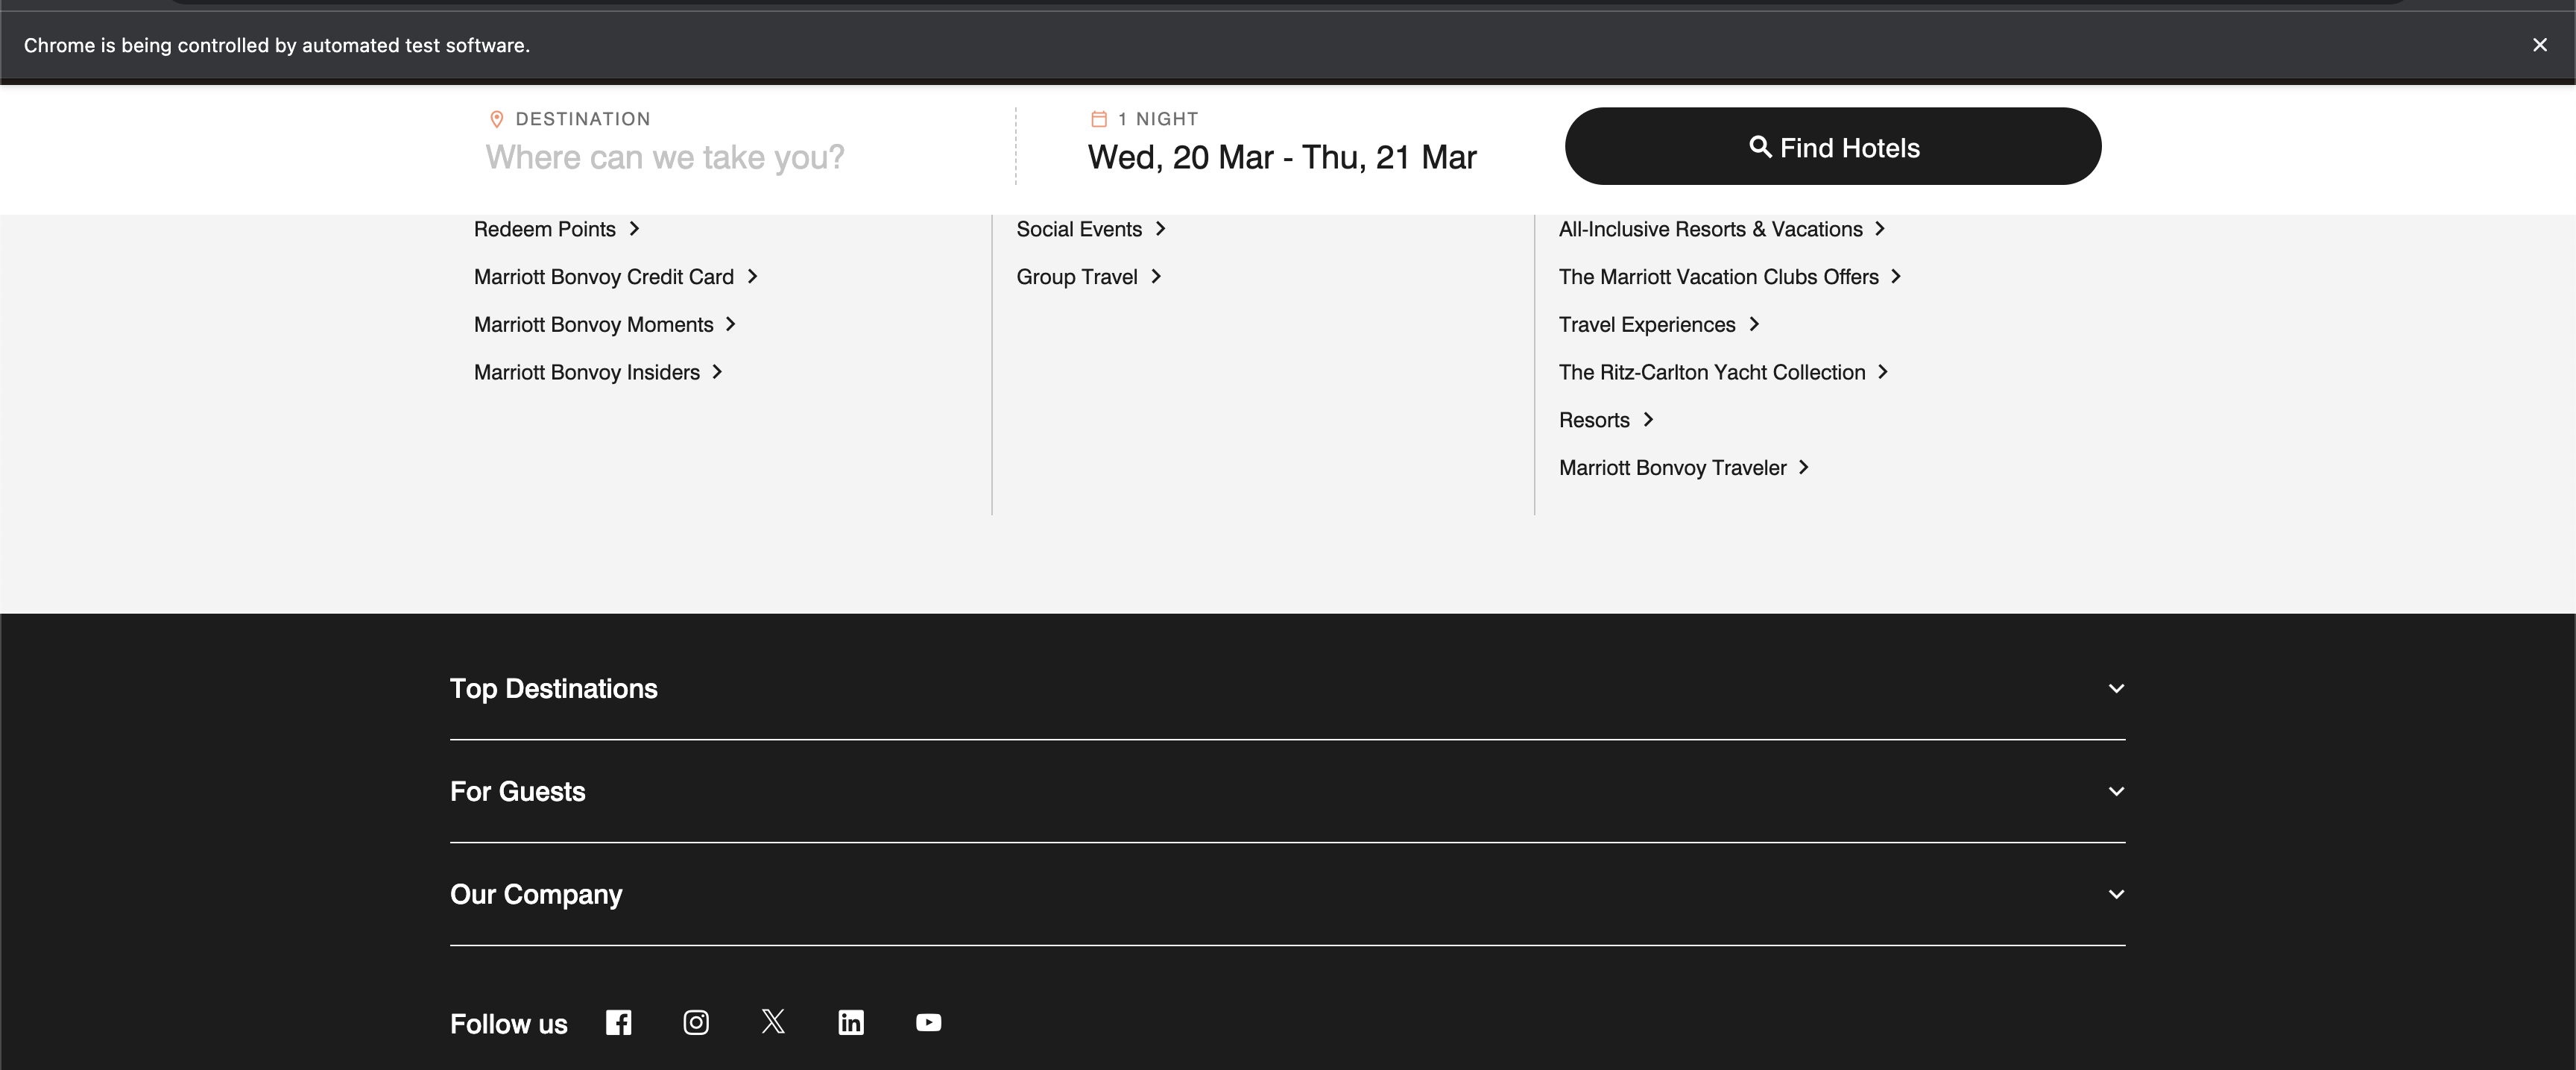 Chrome is being controlled by automated test software.
DESTINATION
Where can we take you?
1 NIGHT
Wed, 20 Mar - Thu, 21 Mar
Find Hotels
Redeem Points
Marriott Bonvoy Credit Card
Marriott Bonvoy Moments
Marriott Bonvoy Insiders
Social Events
Group Travel
All-Inclusive Resorts & Vacations
The Marriott Vacation Clubs Offers
Travel Experiences
The Ritz-Carlton Yacht Collection
Resorts
Marriott Bonvoy Traveler
Top Destinations
For Guests
Our Company
Follow us